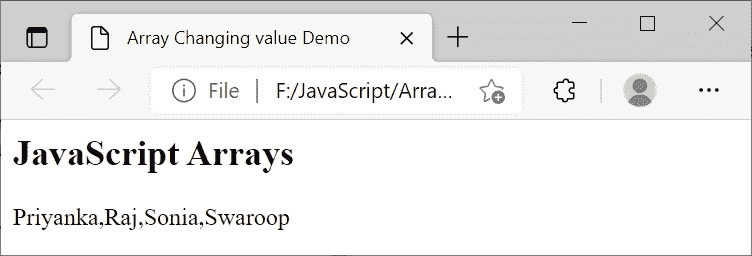 Array Changing value Demo
File
F:/JavaScript/Arra...
JavaScript Arrays
Priyanka,Raj,Sonia,Swaroop